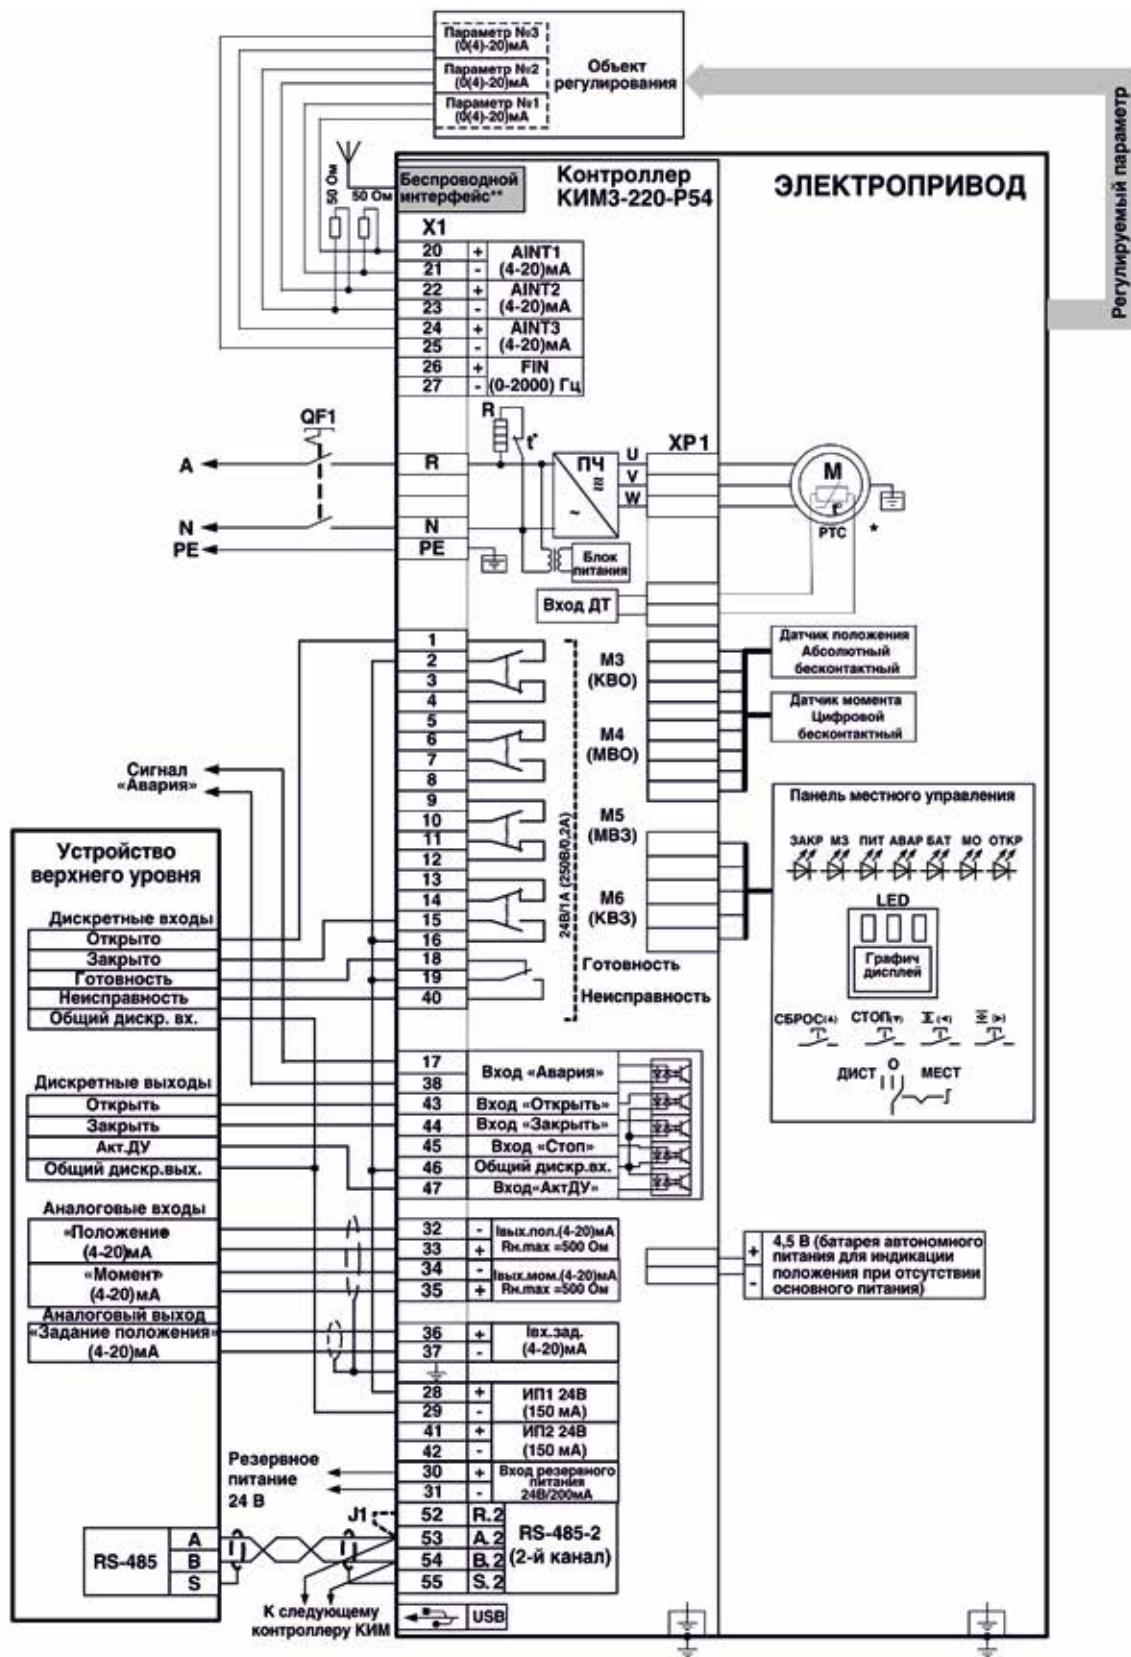 Параметр №3
(0(4)-20)мА
Параметр №2
(0(4)-20)мА
Параметр №1
(0(4)-20)мА
Объект
регулирования
Регулируемый параметр
50 Ом
50 Ом
Беспроводной
интерфейс**
Контроллер
КИМ3-220-Р54
ЭЛЕКТРОПРИВОД
X1
20 + AINT1
21 - (4-20)мА
22 + AINT2
23 - (4-20)мА
24 + AINT3
25 - (4-20)мА
26 + FIN
27 - (0-2000) Гц
QF1
A
N
PE
R
N
PE
R
t°
ПЧ
~
U
V
W
XP1
M
t°
РТС
*
Блок
питания
Вход ДТ
1
2
3
4
5
6
7
8
9
10
11
12
13
14
15
16
18
19
40
24В/1А (250В/0,2А)
М3
(КВО)
М4
(МВО)
М5
(МВЗ)
М6
(КВЗ)
Готовность
Неисправность
Датчик положения
Абсолютный
бесконтактный
Датчик момента
Цифровой
бесконтактный
Панель местного управления
ЗАКР МЗ ПИТ АВАР БАТ МО ОТКР
LED
Графич
дисплей
СБРОС(▲) СТОП(▼) (◄) (►)
ДИСТ О МЕСТ
Сигнал
«Авария»
Устройство
верхнего уровня
Дискретные входы
Открыто
Закрыто
Готовность
Неисправность
Общий дискр. вх.
Дискретные выходы
Открыть
Закрыть
Акт.ДУ
Общий дискр.вых.
Аналоговые входы
«Положение
(4-20)мА
«Момент»
(4-20)мА
Аналоговый выход
«Задание положения»
(4-20)мА
17
38
Вход «Авария»
43 Вход «Открыть»
44 Вход «Закрыть»
45 Вход «Стоп»
46 Общий дискр.вх.
47 Вход«АктДУ»
32 - Iвых.пол.(4-20)мА
33 + Rн.max =500 Ом
34 - Iвых.мом.(4-20)мА
35 + Rн.max =500 Ом
36 + Iвх.зад.
37 - (4-20)мА
28 + ИП1 24В
29 - (150 мА)
41 + ИП2 24В
42 - (150 мА)
30 + Вход резервного
питания
31 - 24В/200мА
52 R.2
53 A.2
54 B.2
55 S.2
RS-485-2
(2-й канал)
USB
+ 4,5 В (батарея автономного
питания для индикации
- положения при отсутствии
основного питания)
Резервное
питание
24 В
J1
RS-485
A
B
S
К следующему
контроллеру КИМ